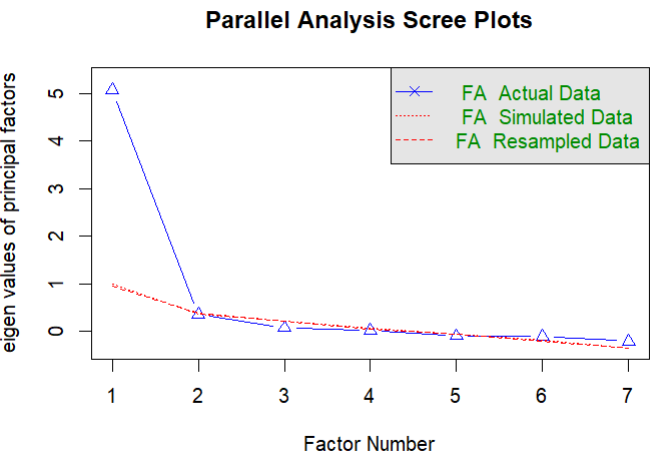 Parallel Analysis Scree Plots
eigen values of principal factors
5
4
3
2
1
0
FA Actual Data
FA Simulated Data
FA Resampled Data
1 2 3 4 5 6 7
Factor Number